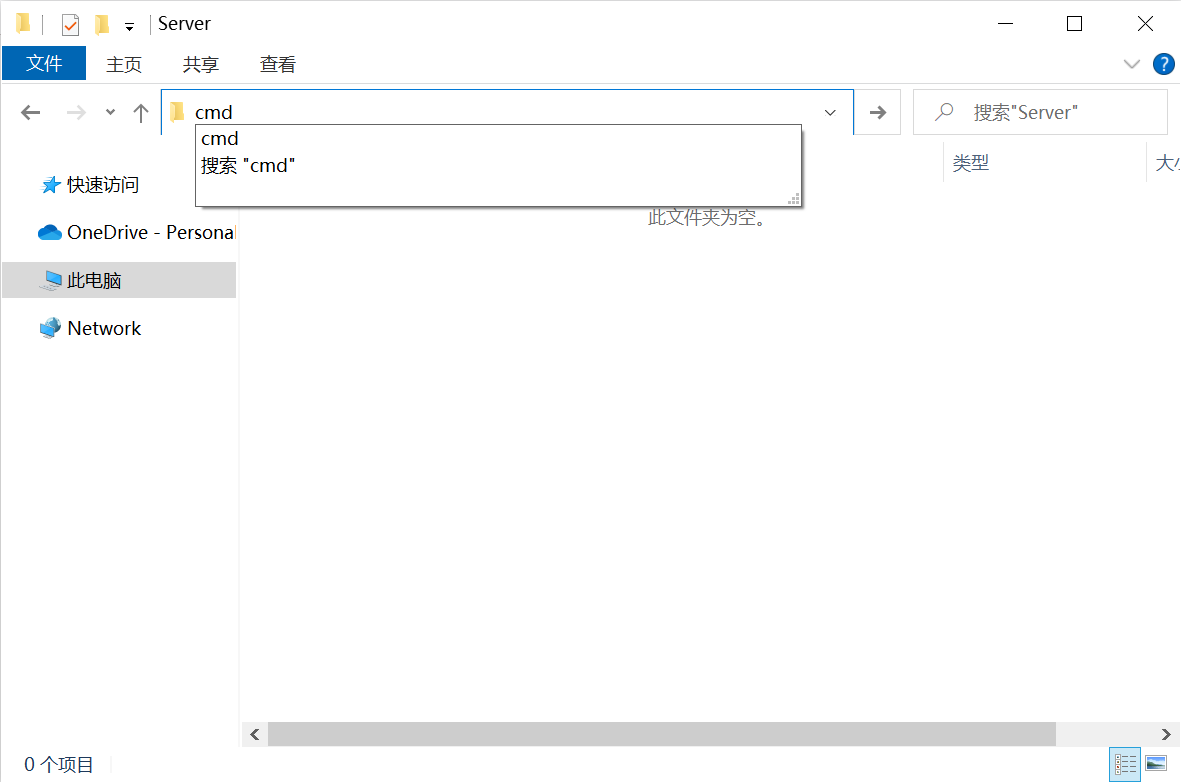 Server
文件 主页 共享 查看 ?
cmd 搜索"Server"
cmd
搜索 "cmd"
类型 大小
快速访问
此文件夹为空。
OneDrive - Personal
此电脑
Network
0 个项目